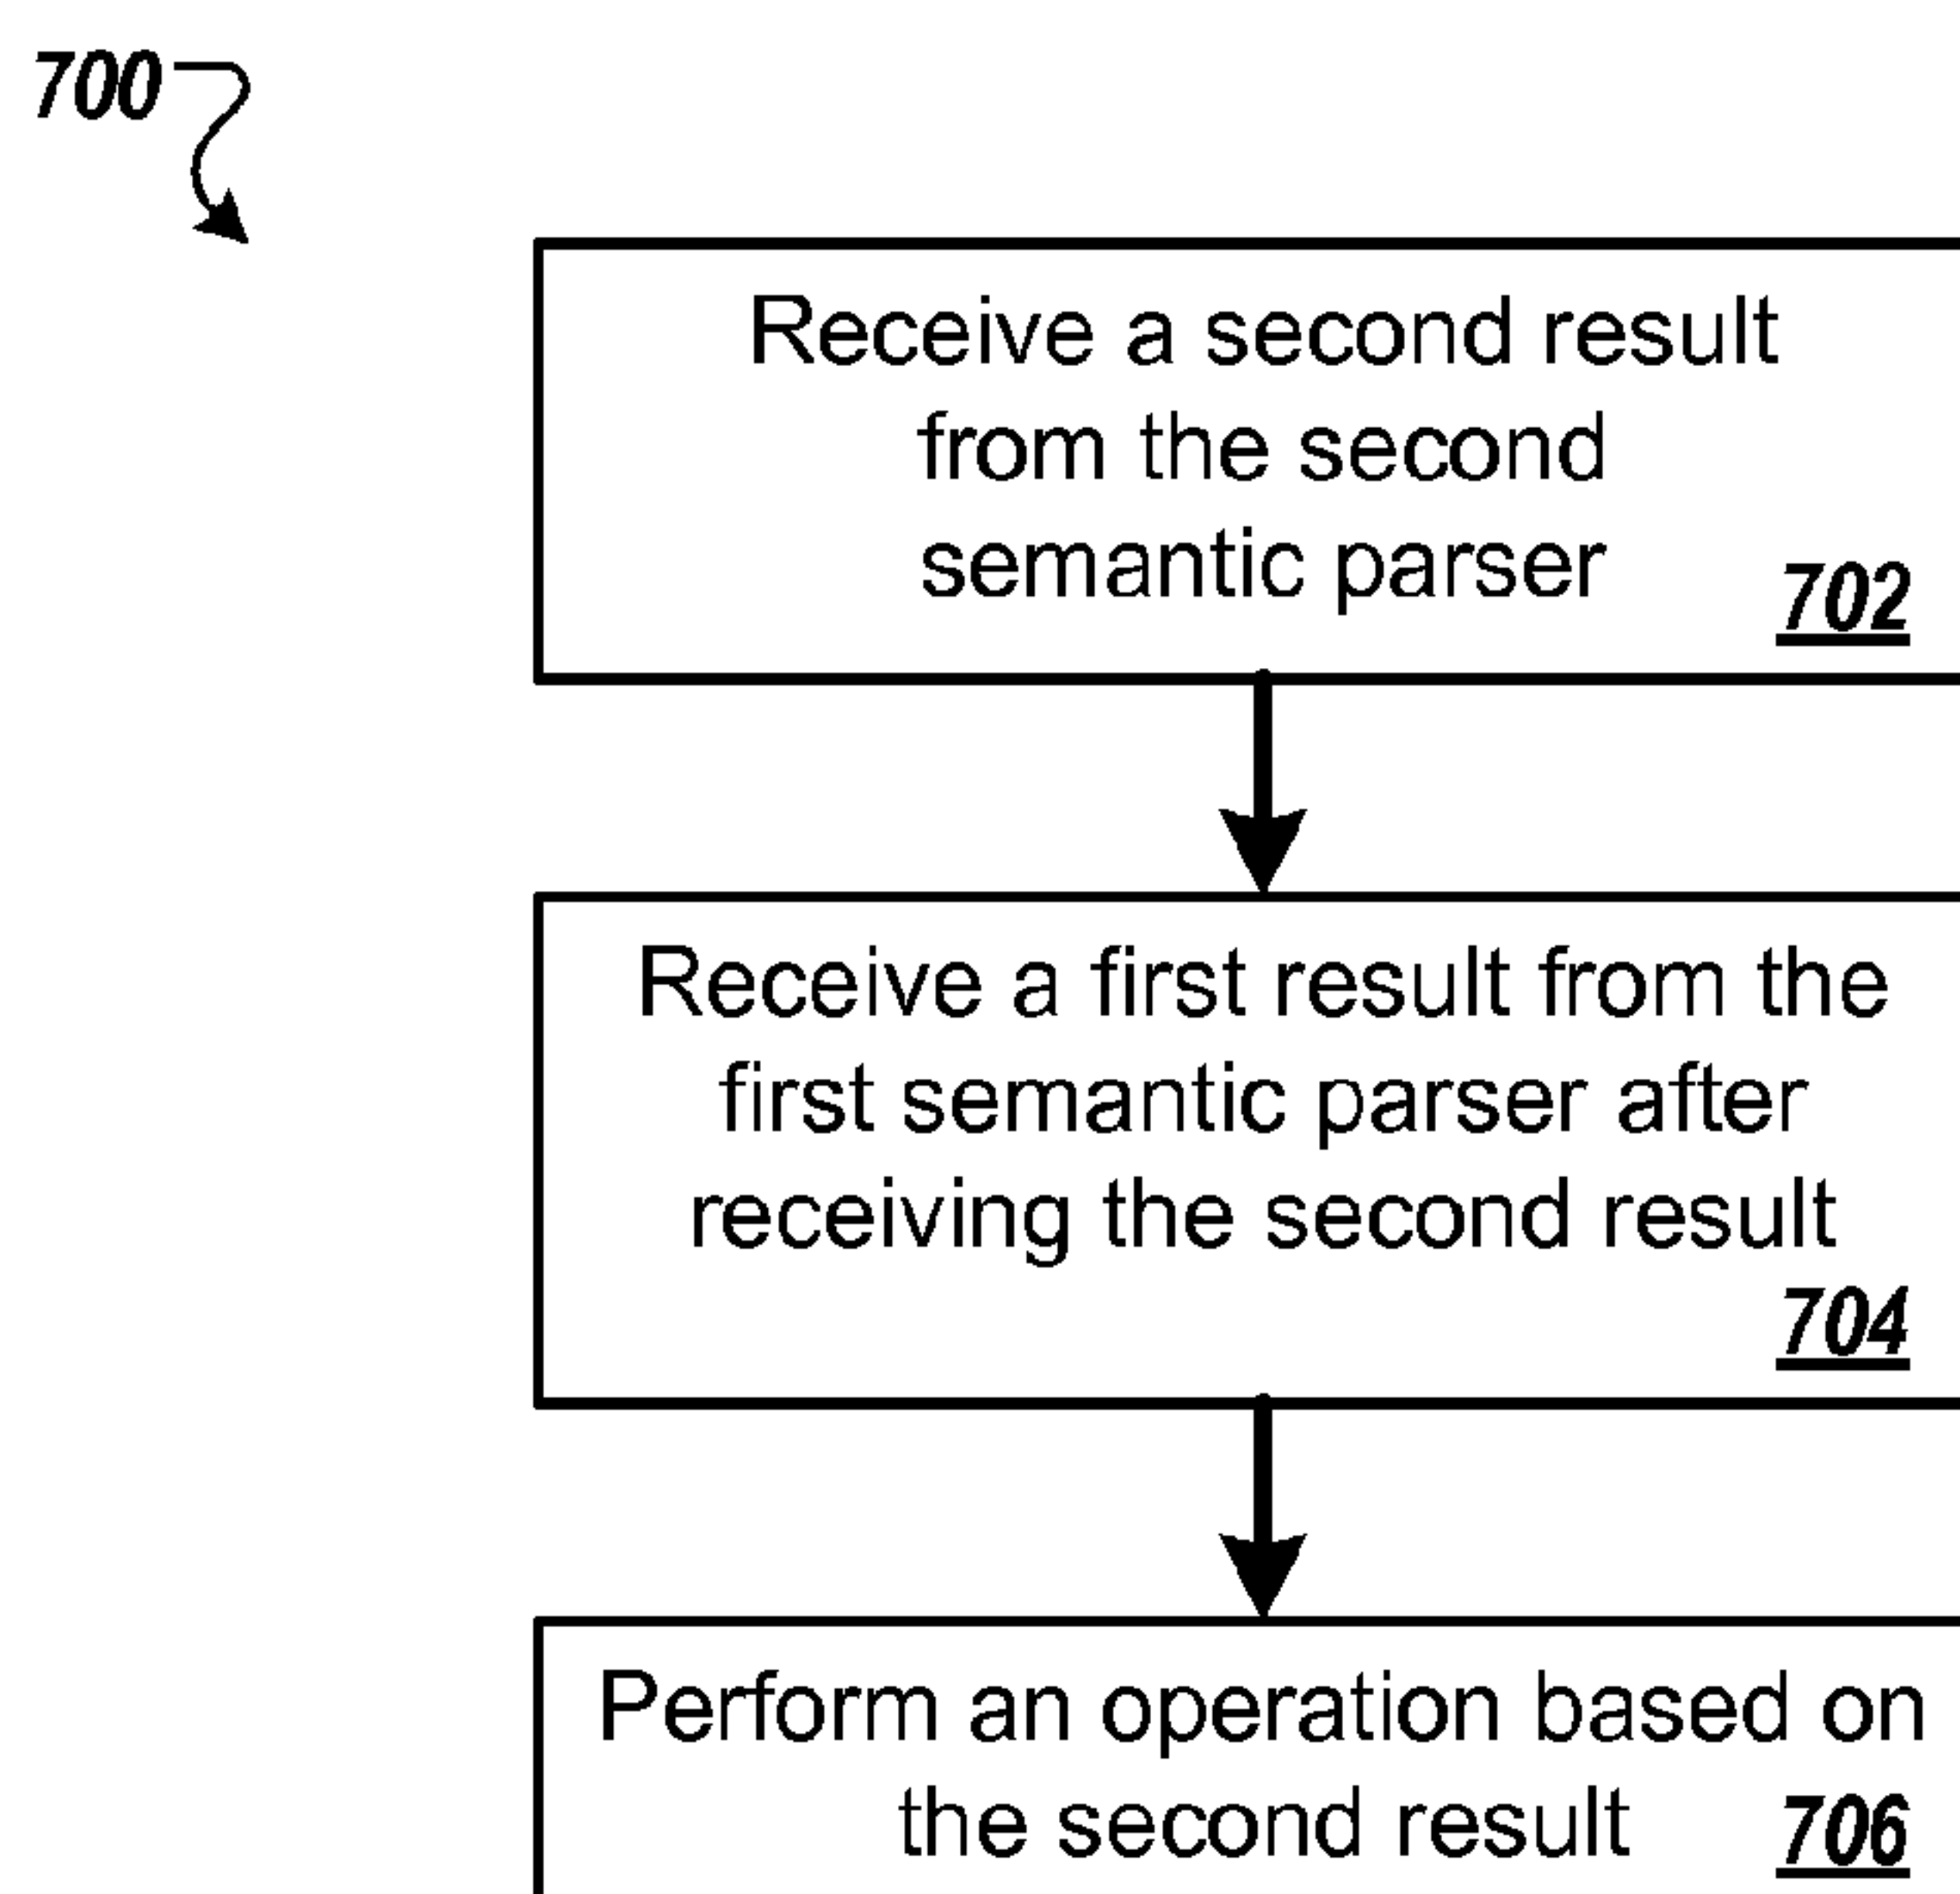 700
Receive a second result
from the second
semantic parser
702
Receive a first result from the
first semantic parser after
receiving the second result
704
Perform an operation based on
the second result
706